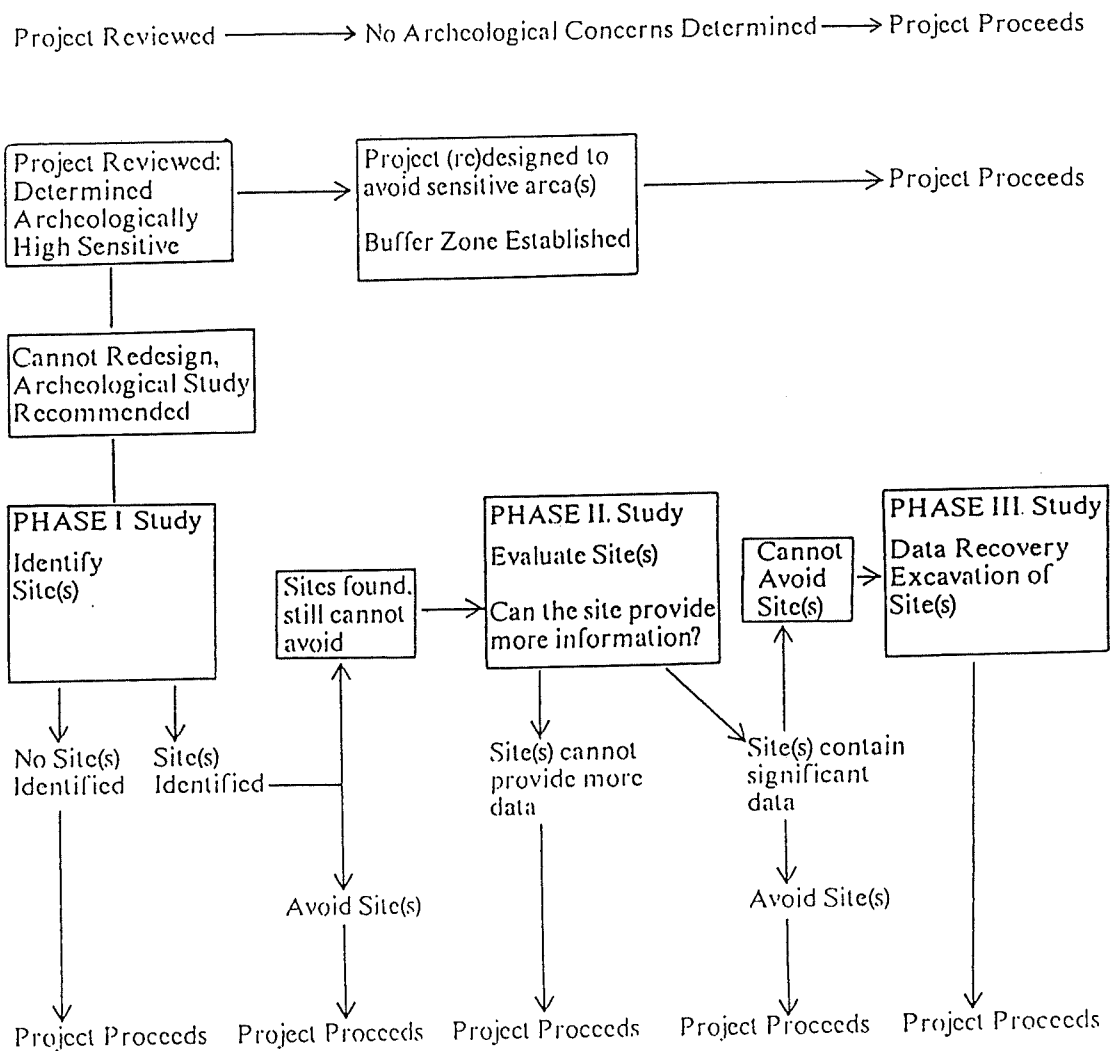 Project Reviewed
No Archeological Concerns Determined
Project Proceeds
Project Reviewed:
Determined
Archeologically
High Sensitive
Project (re)designed to
avoid sensitive area(s)
Buffer Zone Established
Project Proceeds
Cannot Redesign,
Archeological Study
Recommended
PHASE I Study
Identify
Site(s)
Sites found,
still cannot
avoid
PHASE II. Study
Evaluate Site(s)
Can the site provide
more information?
Cannot
Avoid
Site(s)
PHASE III. Study
Data Recovery
Excavation of
Site(s)
No Site(s)
Identified
Site(s)
Identified
Site(s) cannot
provide more
data
Site(s) contain
significant
data
Avoid Site(s)
Avoid Site(s)
Project Proceeds
Project Proceeds
Project Proceeds
Project Proceeds
Project Proceeds